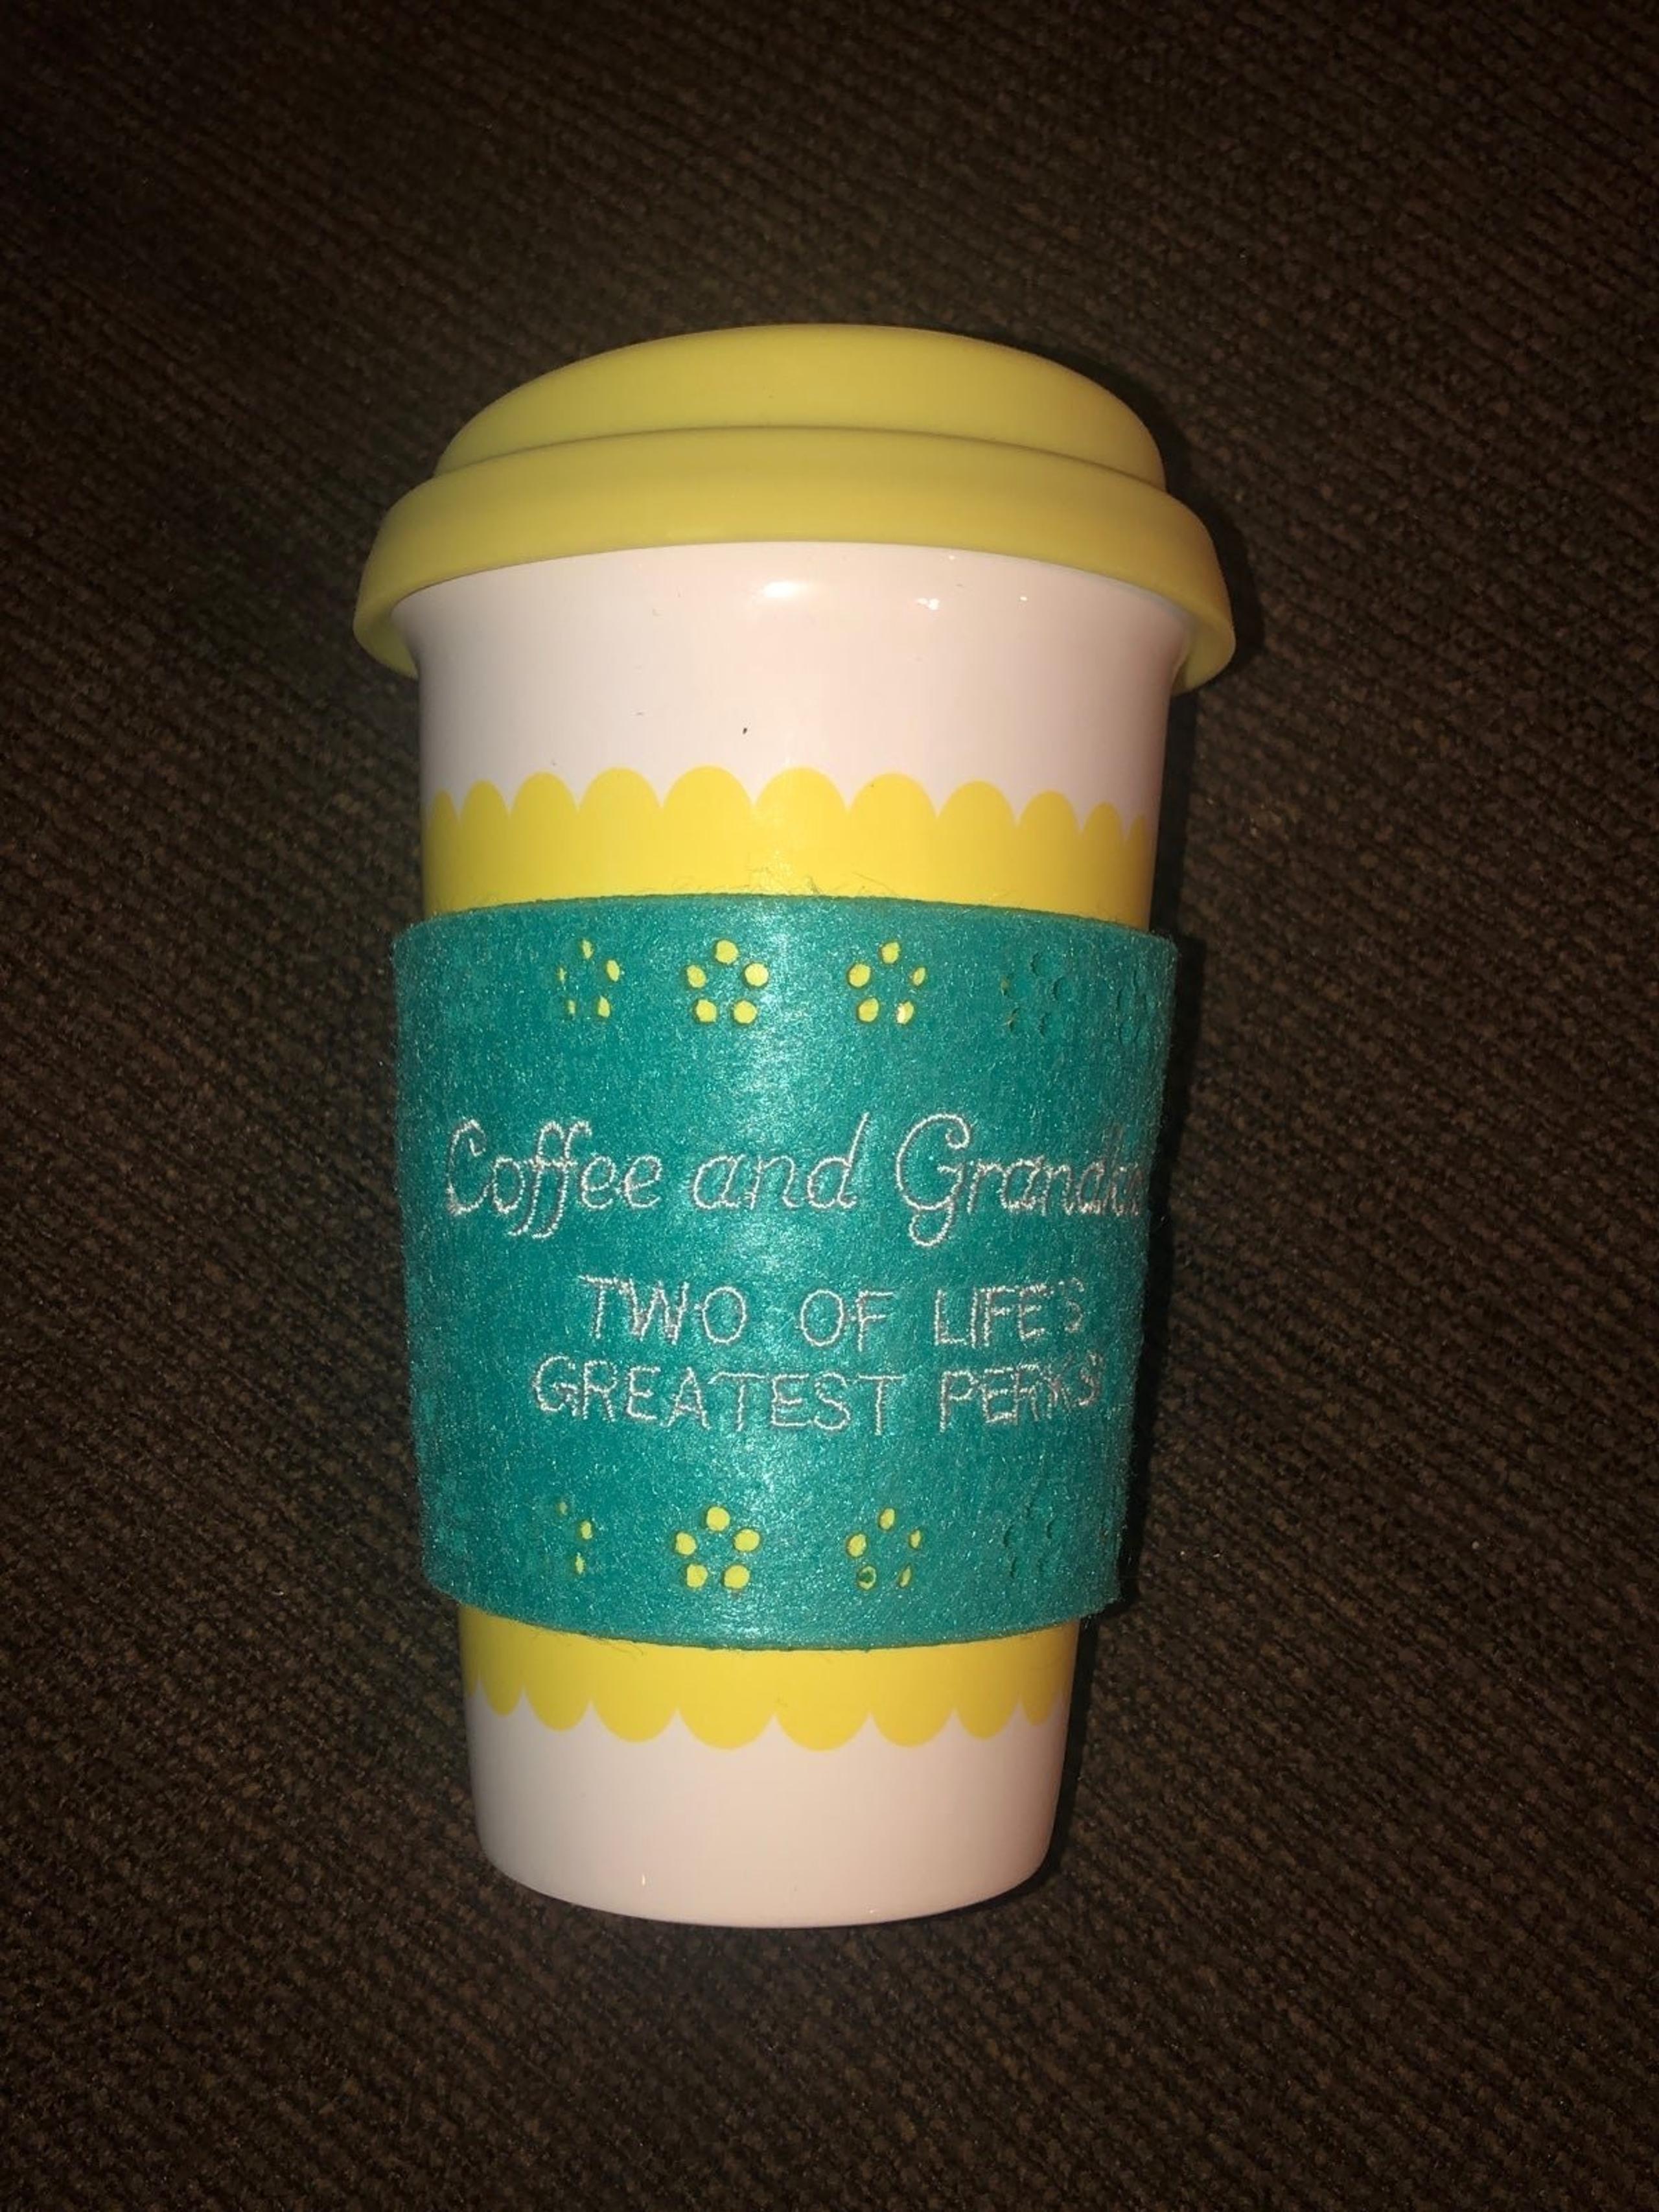 Coffee and
TWO OF LIFE'S
GREATEST PERKS!